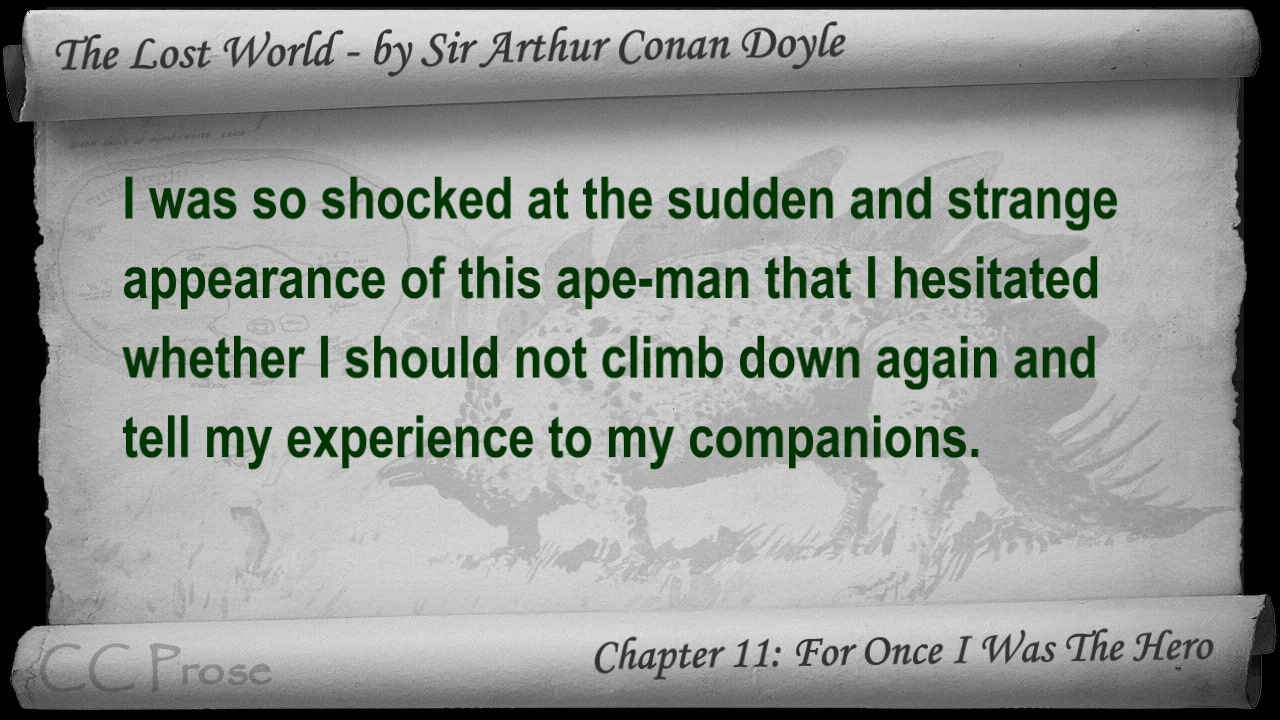 The Lost World - by Sir Arthur Conan Doyle
I was so shocked at the sudden and strange
appearance of this ape-man that I hesitated
whether I should not climb down again and
tell my experience to my companions.
Chapter 11: For Once I Was The Hero
CC Prose